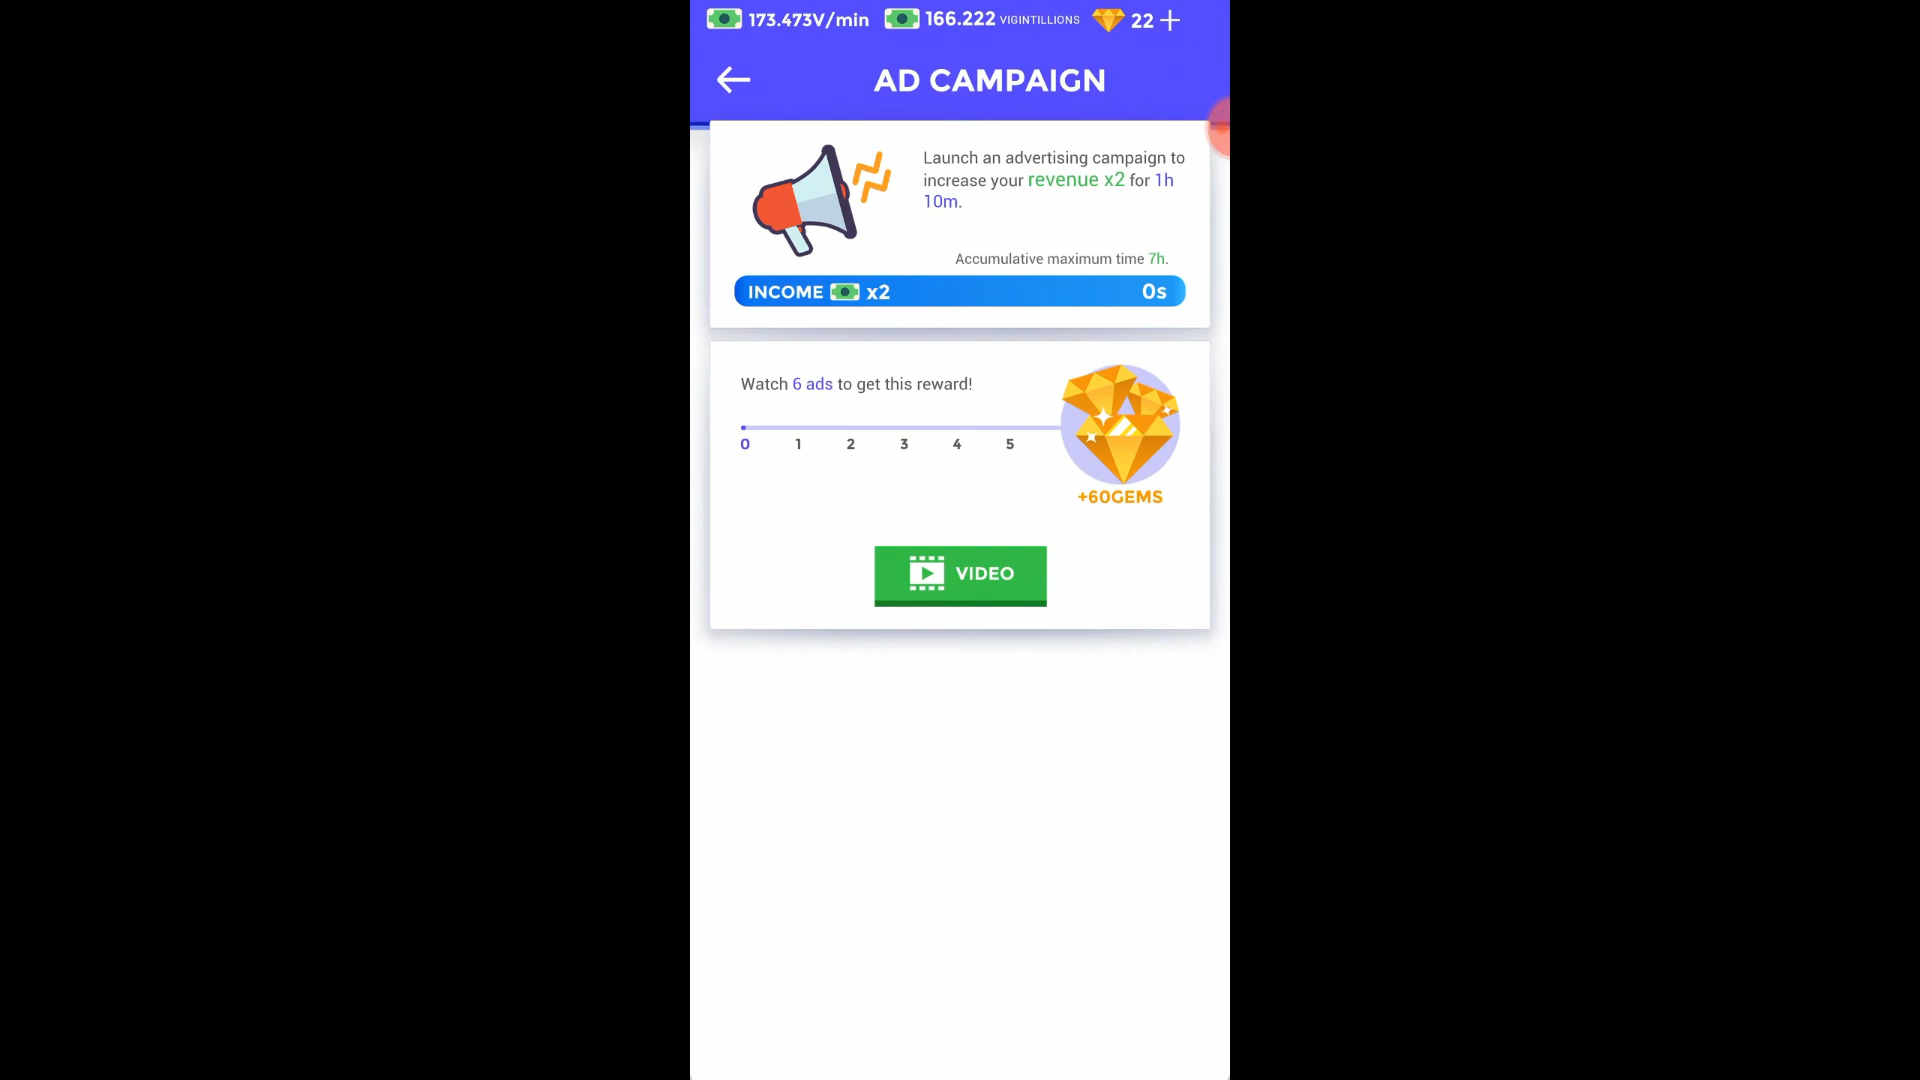 173.473V/min 166.222 VIGINTILLIONS 22
AD CAMPAIGN
Launch an advertising campaign to
increase your revenue x2 for 1h
10m.
Accumulative maximum time 7h.
INCOME x2 0s
Watch 6 ads to get this reward!
0 1 2 3 4 5
+60GEMS
VIDEO